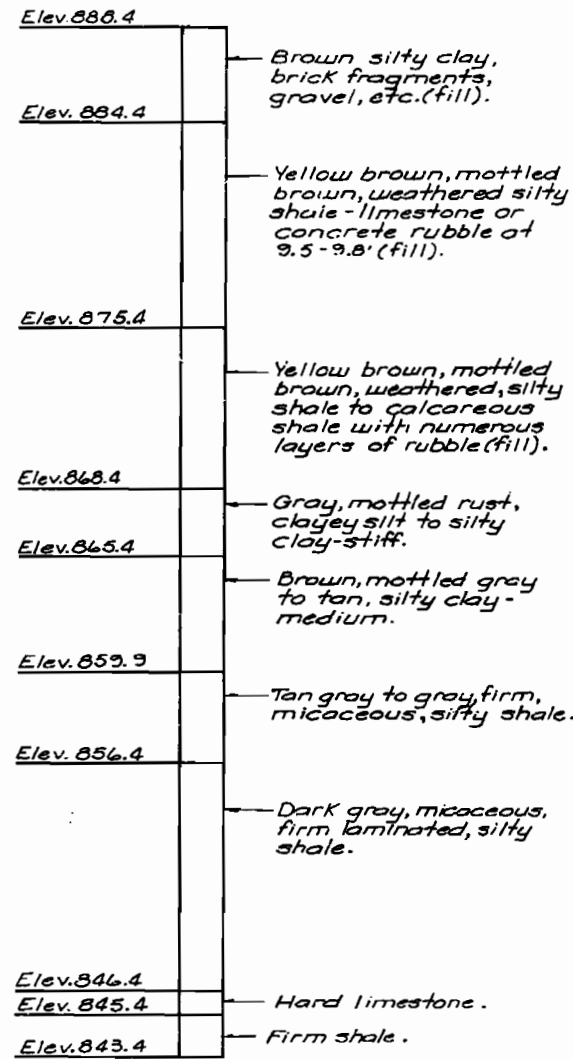 Elev. 888.4
Brown silty clay,
brick fragments,
gravel, etc. (fill).
Elev. 884.4
Yellow brown, mottled
brown, weathered silty
shale - limestone or
concrete rubble at
9.5 - 9.8' (fill).
Elev. 875.4
Yellow brown, mottled
brown, weathered, silty
shale to calcareous
shale with numerous
layers of rubble (fill).
Elev. 868.4
Gray, mottled rust,
clayey silt to silty
clay - stiff.
Elev. 865.4
Brown, mottled gray
to tan, silty clay -
medium.
Elev. 859.9
Tan gray to gray, firm,
micaceous, silty shale.
Elev. 856.4
Dark gray, micaceous,
firm laminated, silty
shale.
Elev. 846.4
Elev. 845.4
Hard limestone.
Firm shale.
Elev. 843.4